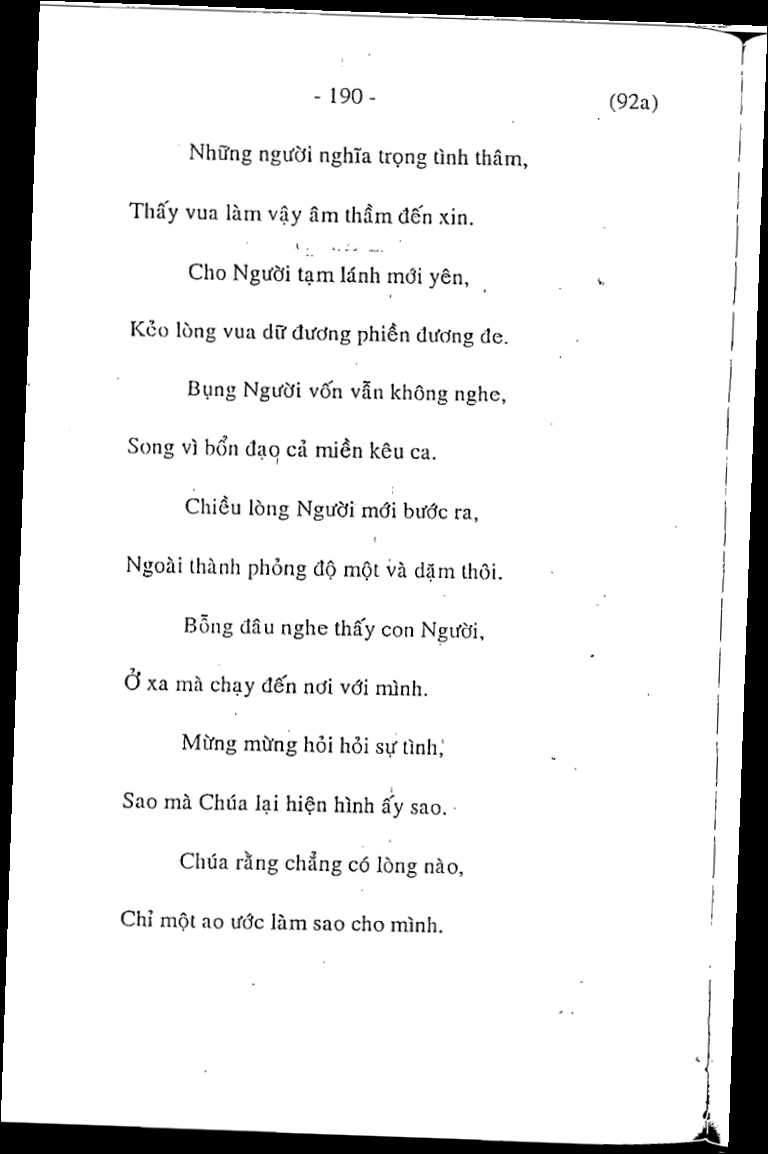 - 190 -
(92a)
Những người nghĩa trọng tình thâm,
Thấy vua làm vậy âm thầm đến xin.
Cho Người tạm lánh mới yên,
Kẻo lòng vua dữ đương phiền đương đe.
Bụng Người vốn vẫn không nghe,
Song vì bổn đạo cả miền kêu ca.
Chiều lòng Người mới bước ra,
Ngoài thành phỏng độ một và dặm thôi.
Bỗng đâu nghe thấy con Người,
Ở xa mà chạy đến nơi với mình.
Mừng mừng hỏi hỏi sự tình,
Sao mà Chúa lại hiện hình ấy sao.
Chúa rằng chẳng có lòng nào,
Chỉ một ao ước làm sao cho mình.